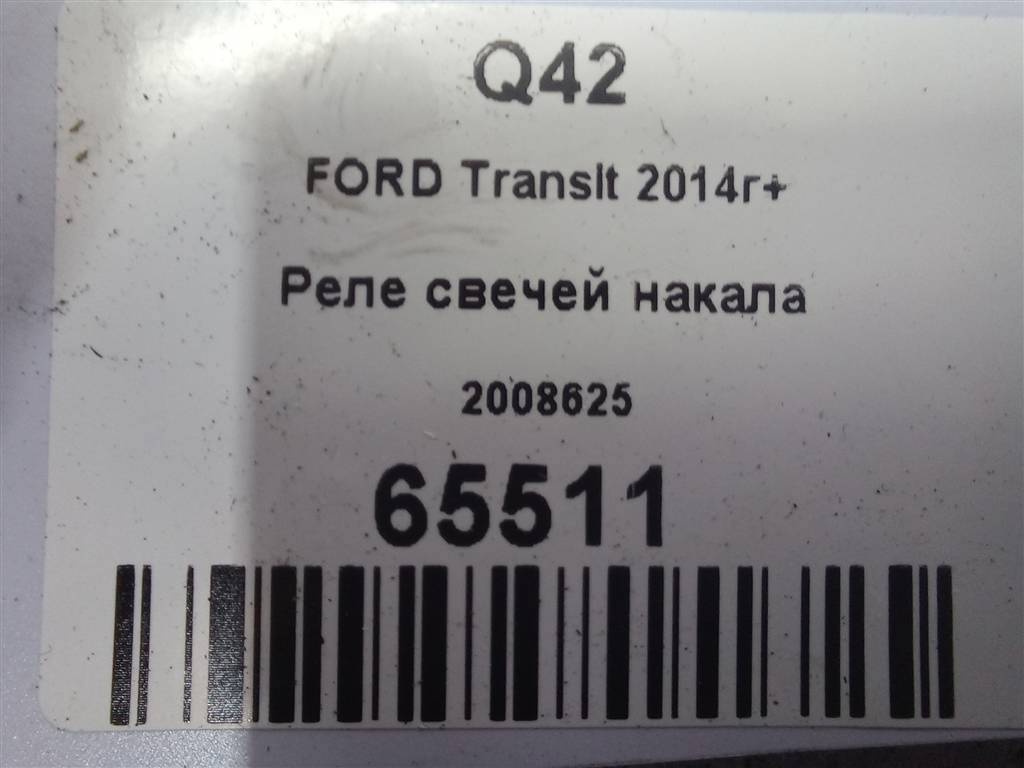 Q42
FORD Transit 2014г+
Реле свечей накала
2008625
65511